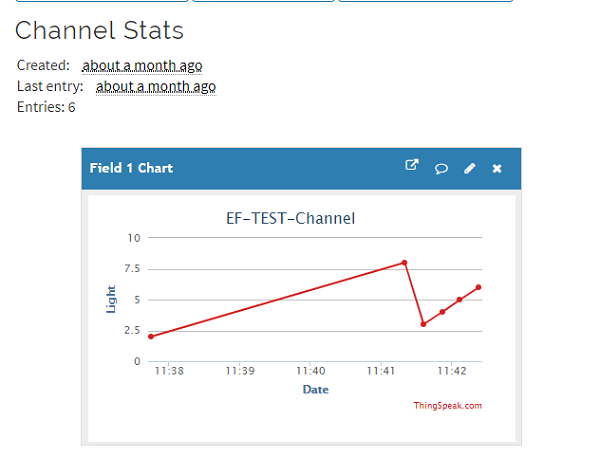 Channel Stats
Created: about a month ago
Last entry: about a month ago
Entries: 6
Field 1 Chart
EF-TEST-Channel
10
7.5
5
2.5
0
Light
11:38 11:39 11:40 11:41 11:42
Date
ThingSpeak.com